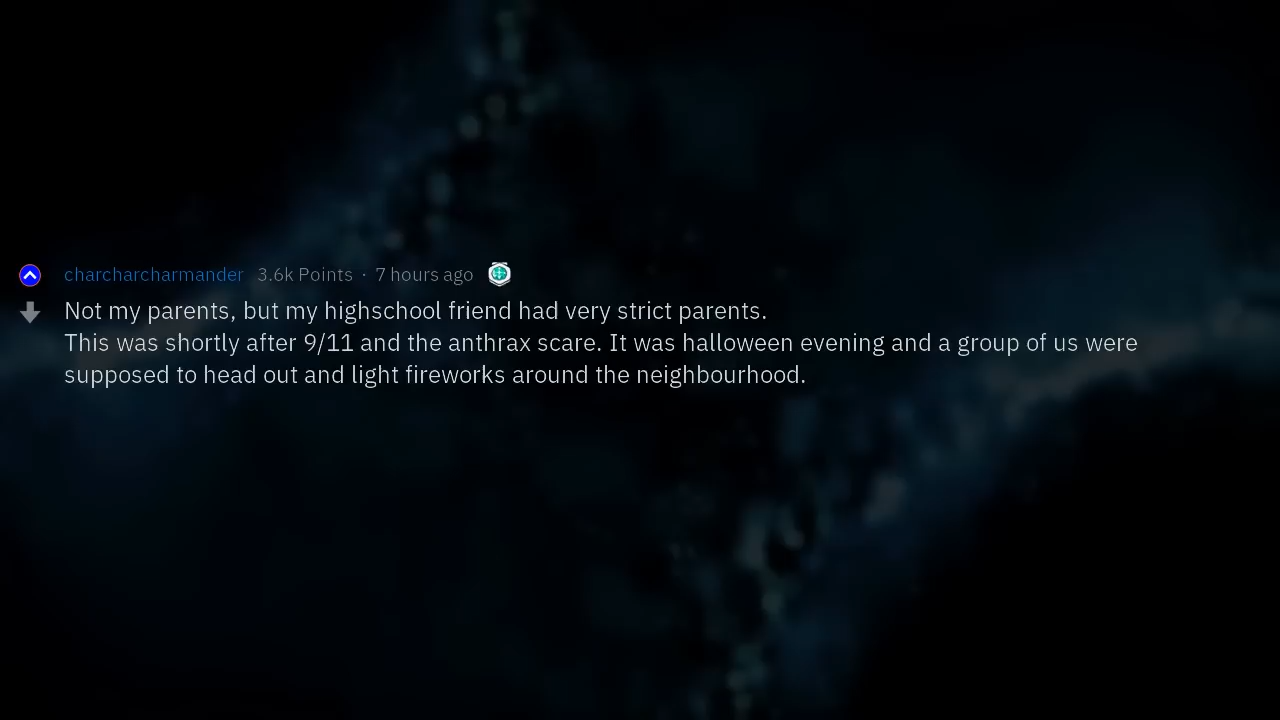 charcharcharmander 3.6k Points · 7 hours ago
Not my parents, but my highschool friend had very strict parents.
This was shortly after 9/11 and the anthrax scare. It was halloween evening and a group of us were
supposed to head out and light fireworks around the neighbourhood.